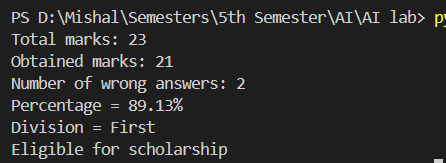 PS D:\Mishal\Semesters\5th Semester\AI\AI lab> py
Total marks: 23
Obtained marks: 21
Number of wrong answers: 2
Percentage = 89.13%
Division = First
Eligible for scholarship